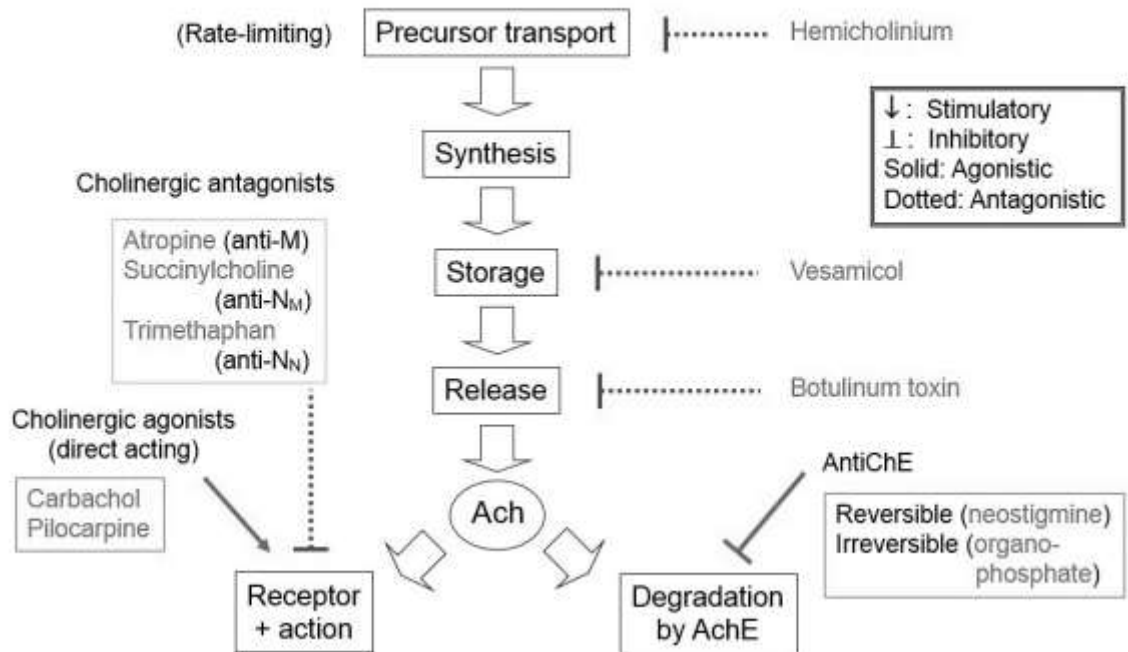 (Rate-limiting)
Precursor transport
Hemicholinium
↓ : Stimulatory
⊥ : Inhibitory
Solid: Agonistic
Dotted: Antagonistic
Synthesis
Cholinergic antagonists
Atropine (anti-M)
Succinylcholine
(anti-NM)
Trimethaphan
(anti-NN)
Storage
Vesamicol
Release
Botulinum toxin
Cholinergic agonists
(direct acting)
Carbachol
Pilocarpine
Ach
AntiChE
Reversible (neostigmine)
Irreversible (organo-
phosphate)
Receptor
+ action
Degradation
by AchE